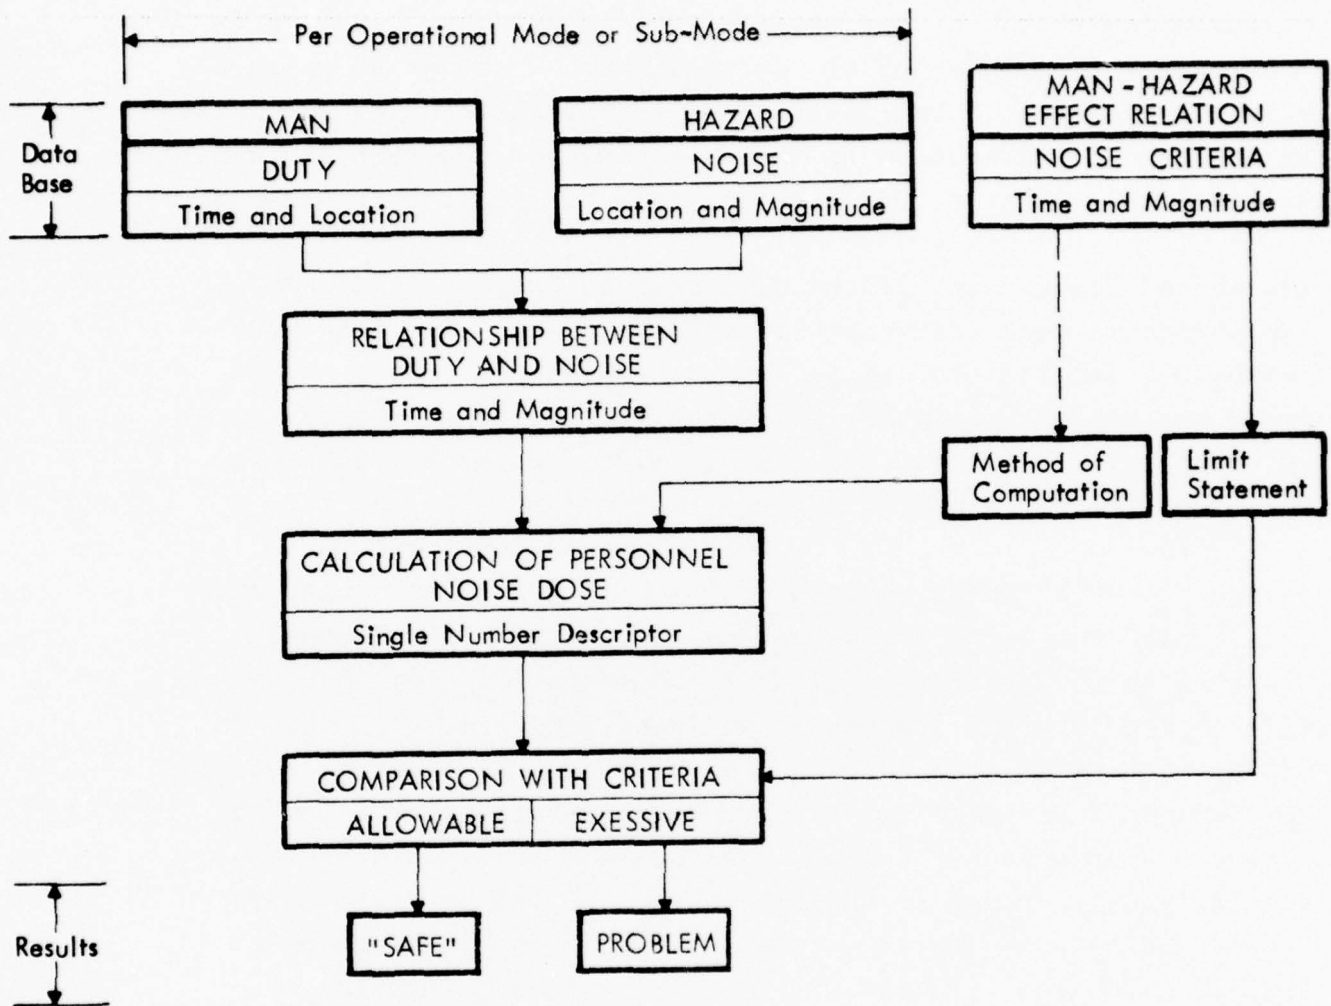 Per Operational Mode or Sub-Mode
Data
Base
MAN
DUTY
Time and Location
HAZARD
NOISE
Location and Magnitude
MAN - HAZARD
EFFECT RELATION
NOISE CRITERIA
Time and Magnitude
RELATIONSHIP BETWEEN
DUTY AND NOISE
Time and Magnitude
Method of
Computation
Limit
Statement
CALCULATION OF PERSONNEL
NOISE DOSE
Single Number Descriptor
COMPARISON WITH CRITERIA
ALLOWABLE
EXESSIVE
Results
"SAFE"
PROBLEM